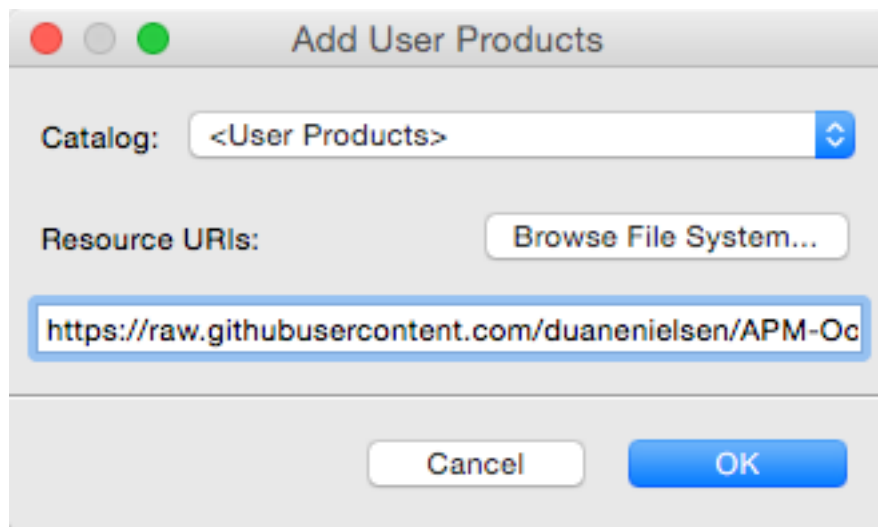 Add User Products
Catalog: <User Products>
Resource URIs: Browse File System...
https://raw.githubusercontent.com/duanenielsen/APM-Oc
Cancel OK